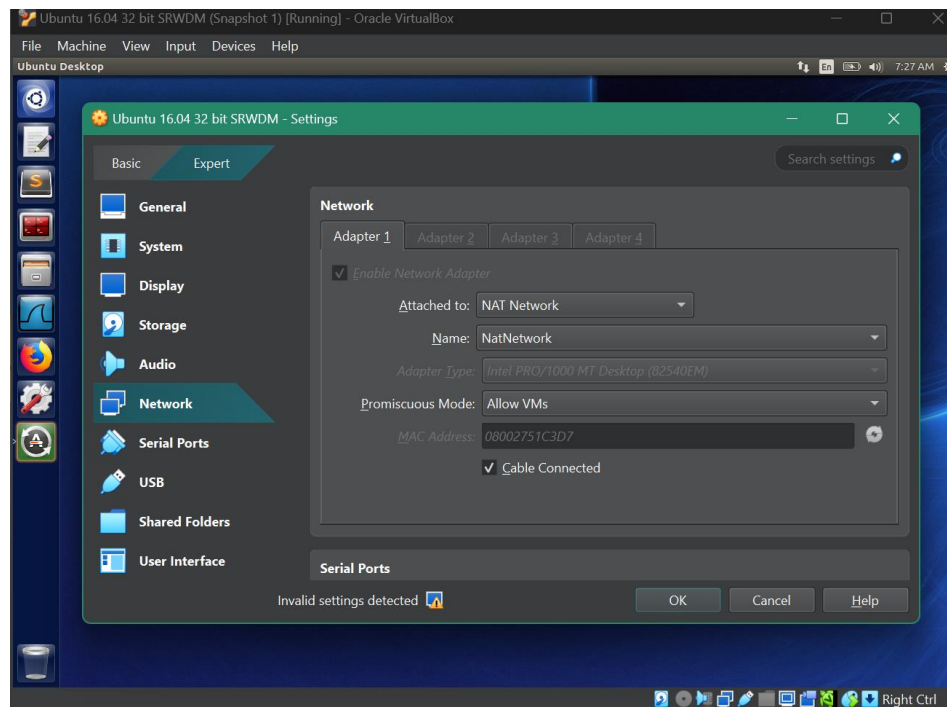 Ubuntu 16.04 32 bit SRWDM (Snapshot 1) [Running] - Oracle VirtualBox
File Machine View Input Devices Help
Ubuntu Desktop En 7:27 AM
Ubuntu 16.04 32 bit SRWDM - Settings
Basic Expert Search settings
General
System
Display
Storage
Audio
Network
Serial Ports
USB
Shared Folders
User Interface
Network
Adapter 1 Adapter 2 Adapter 3 Adapter 4
Enable Network Adapter
Attached to: NAT Network
Name: NatNetwork
Adapter Type: Intel PRO/1000 MT Desktop (82540EM)
Promiscuous Mode: Allow VMs
MAC Address: 08002751C3D7
Cable Connected
Serial Ports
Invalid settings detected OK Cancel Help
Right Ctrl